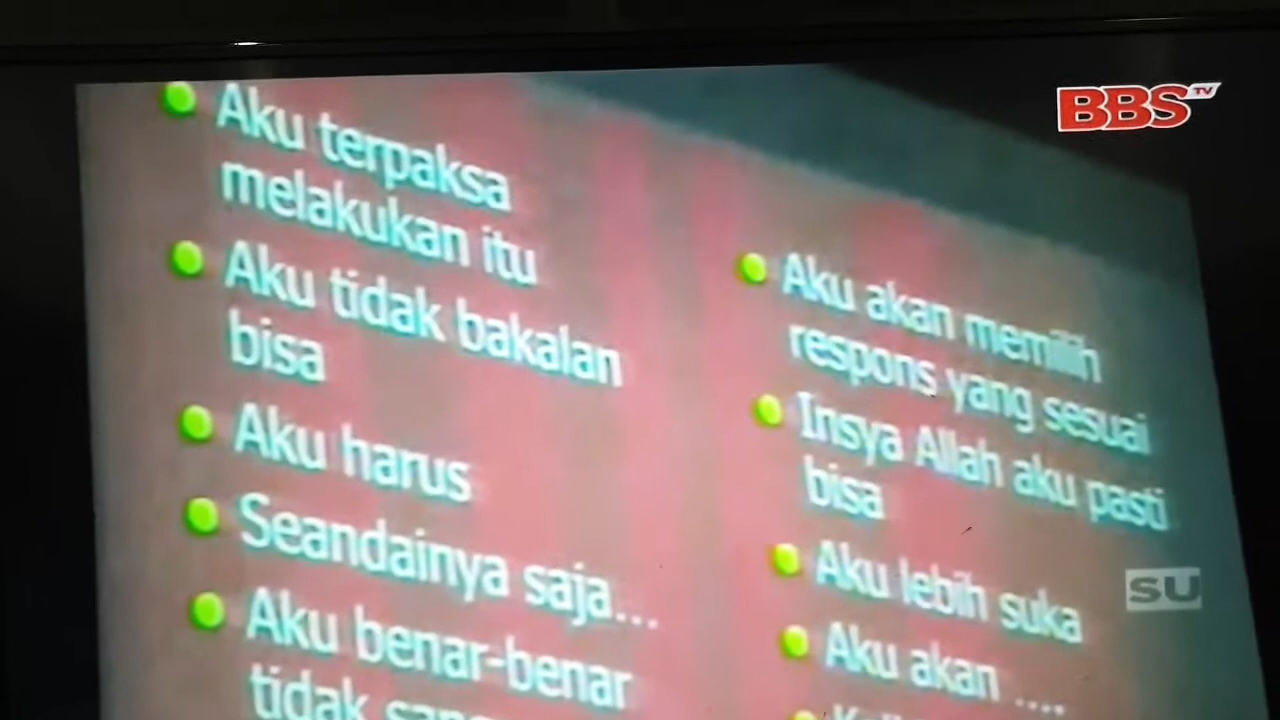 BBS TV
Aku terpaksa
melakukan itu
Aku tidak bakalan
bisa
Aku harus
Seandainya saja...
Aku benar-benar
tidak
Aku akan memilih
respons yang sesuai
Insya Allah aku pasti
bisa
Aku lebih suka
Aku akan ....
SU